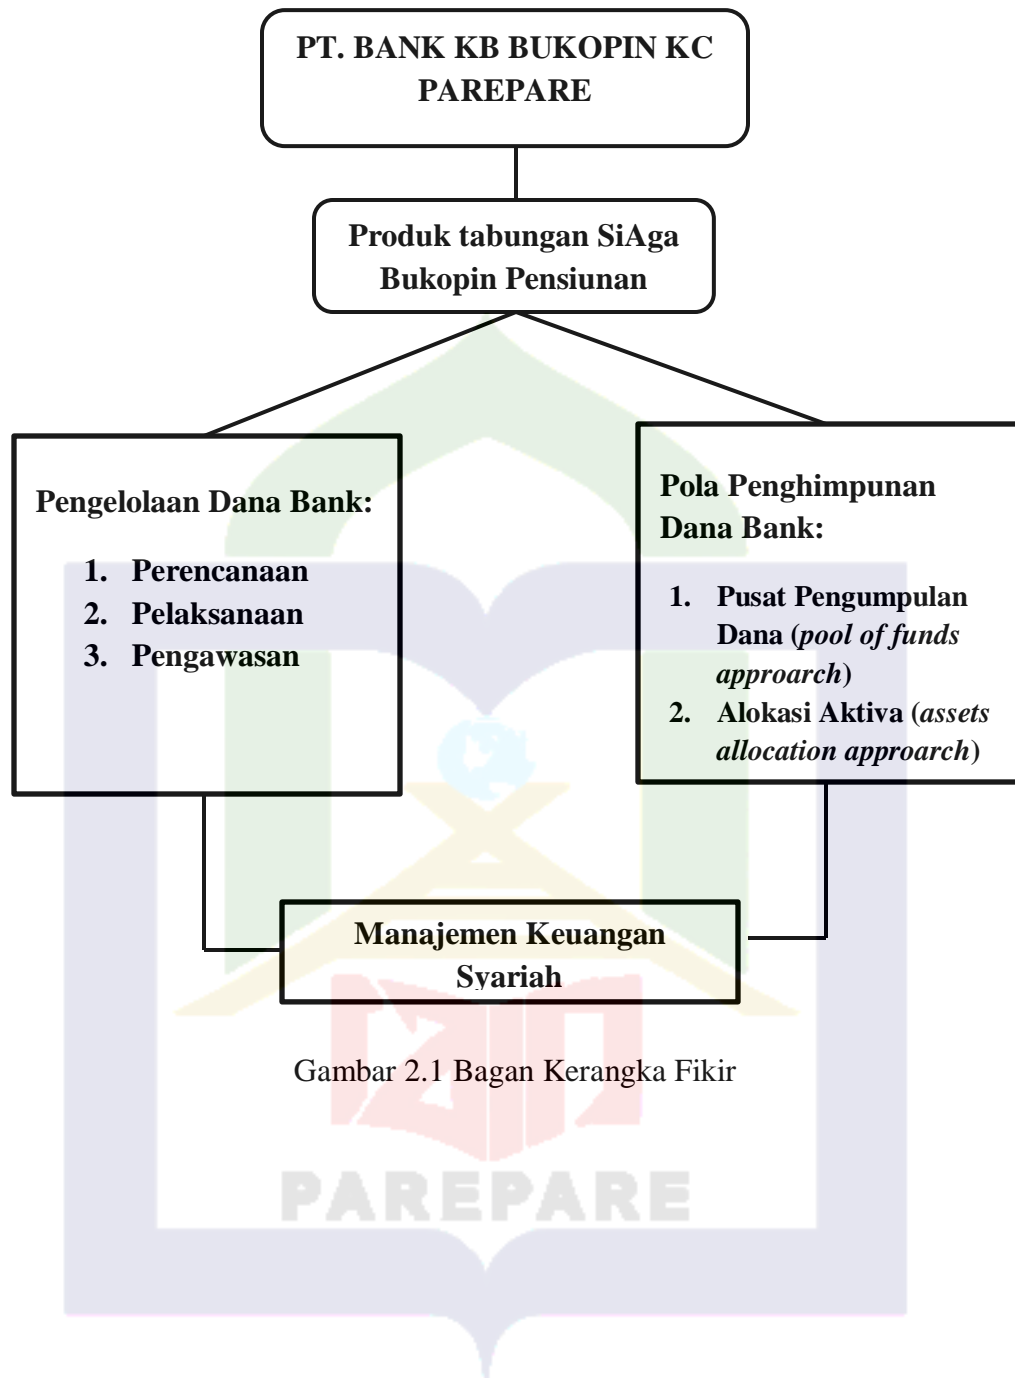 PT. BANK KB BUKOPIN KC
PAREPARE
Produk tabungan SiAga
Bukopin Pensiunan
Pengelolaan Dana Bank:
1. Perencanaan
2. Pelaksanaan
3. Pengawasan
Pola Penghimpunan
Dana Bank:
1. Pusat Pengumpulan
Dana (pool of funds
approarch)
2. Alokasi Aktiva (assets
allocation approarch)
Manajemen Keuangan
Syariah
Gambar 2.1 Bagan Kerangka Fikir
PAREPARE